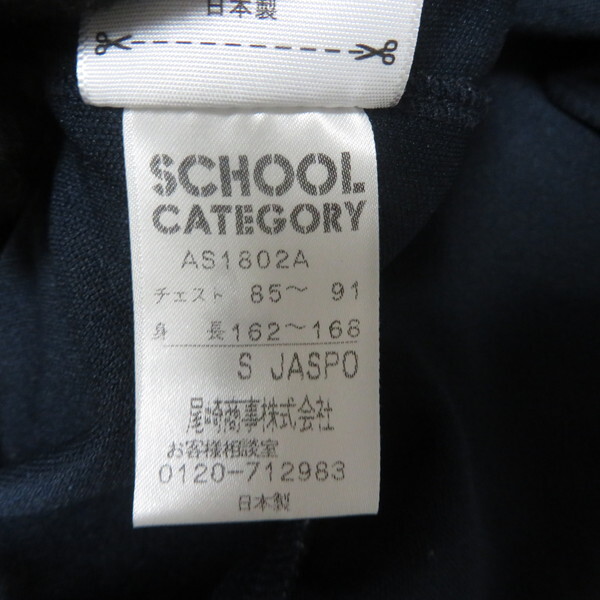 日本製
SCHOOL
CATEGORY
AS1802A
チェスト 85～ 91
身 長162～168
S JASPO
尾崎商事株式会社
お客様相談室
0120-712983
日本製